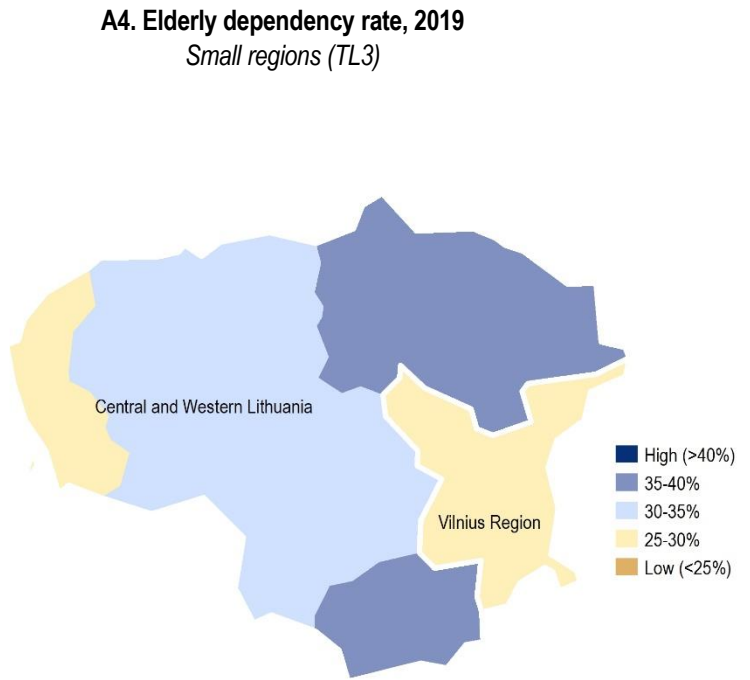 A4. Elderly dependency rate, 2019
Small regions (TL3)
Central and Western Lithuania
Vilnius Region
High (>40%)
35-40%
30-35%
25-30%
Low (<25%)